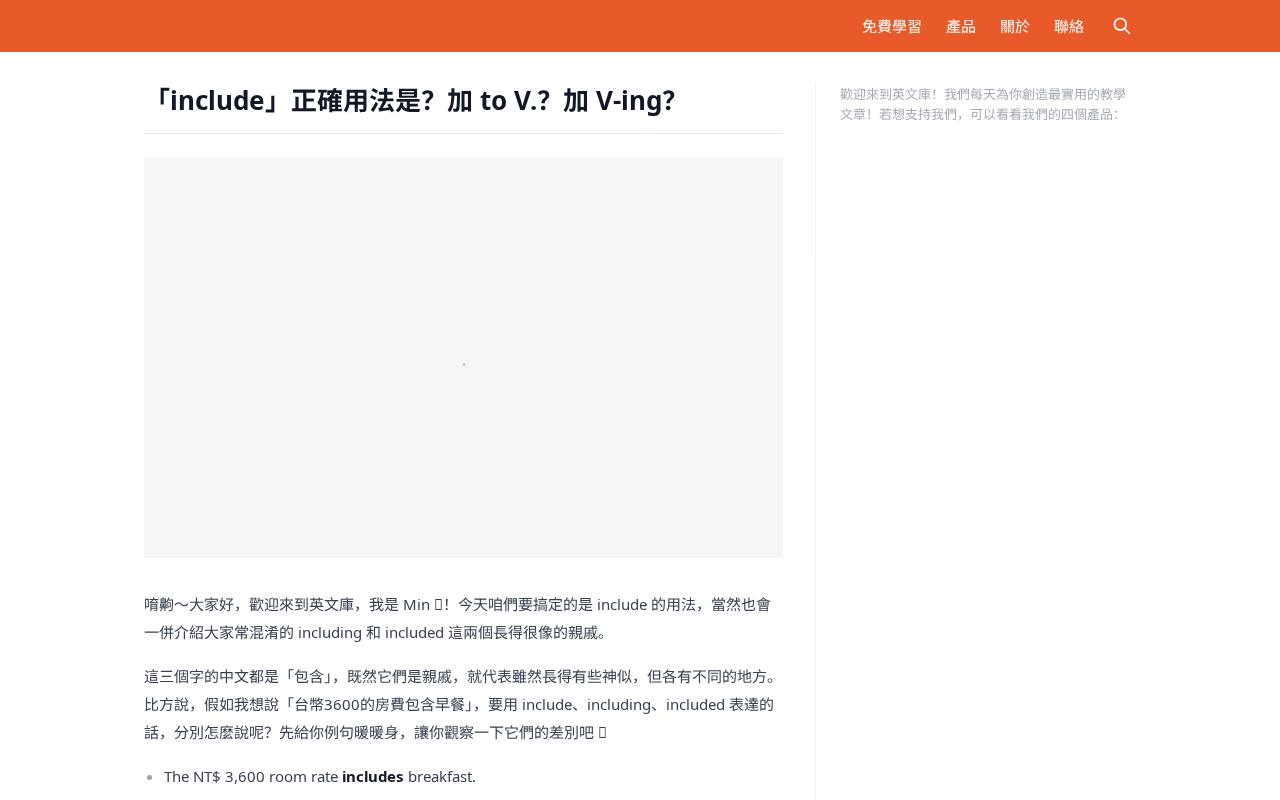 免費學習 產品 關於 聯絡
「include」正確用法是？加 to V.？加 V-ing？
歡迎來到英文庫！我們每天為你創造最實用的教學
文章！若想支持我們，可以看看我們的四個產品：
唷齁～大家好，歡迎來到英文庫，我是 Min ！今天咱們要搞定的是 include 的用法，當然也會
一併介紹大家常混淆的 including 和 included 這兩個長得很像的親戚。
這三個字的中文都是「包含」，既然它們是親戚，就代表雖然長得有些神似，但各有不同的地方。
比方說，假如我想說「台幣3600的房費包含早餐」，要用 include、including、included 表達的
話，分別怎麼說呢？先給你例句暖暖身，讓你觀察一下它們的差別吧
The NT$ 3,600 room rate includes breakfast.